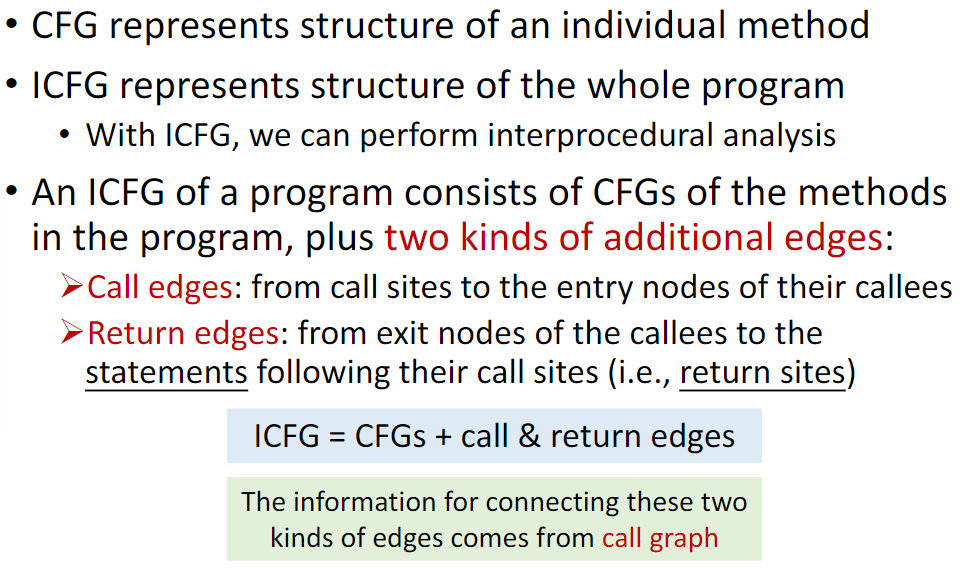 • CFG represents structure of an individual method
• ICFG represents structure of the whole program
• With ICFG, we can perform interprocedural analysis
• An ICFG of a program consists of CFGs of the methods
in the program, plus two kinds of additional edges:
➢Call edges: from call sites to the entry nodes of their callees
➢Return edges: from exit nodes of the callees to the
statements following their call sites (i.e., return sites)
ICFG = CFGs + call & return edges
The information for connecting these two
kinds of edges comes from call graph